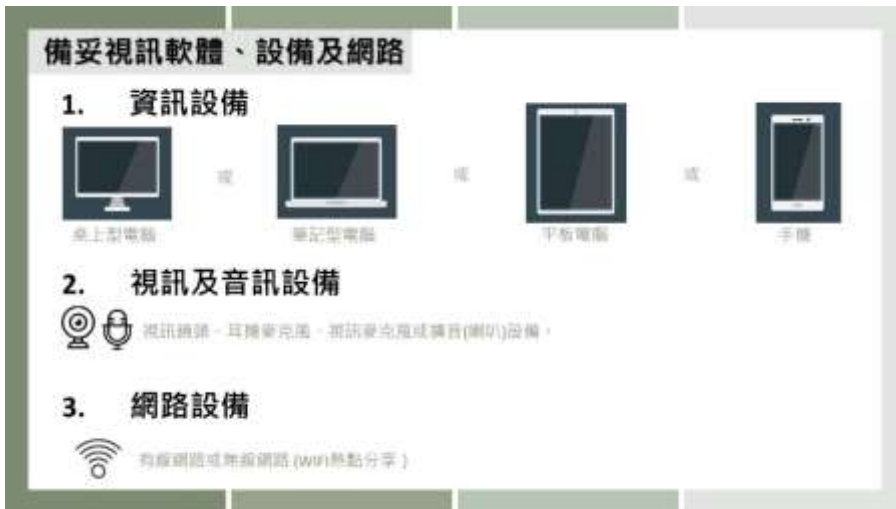 備妥視訊軟體、設備及網路
1. 資訊設備
或
或
或
桌上型電腦
筆記型電腦
平板電腦
手機
2. 視訊及音訊設備
視訊鏡頭、耳機麥克風、視訊麥克風或擴音(喇叭)設備。
3. 網路設備
有線網路或無線網路 (WIFI熱點分享 )